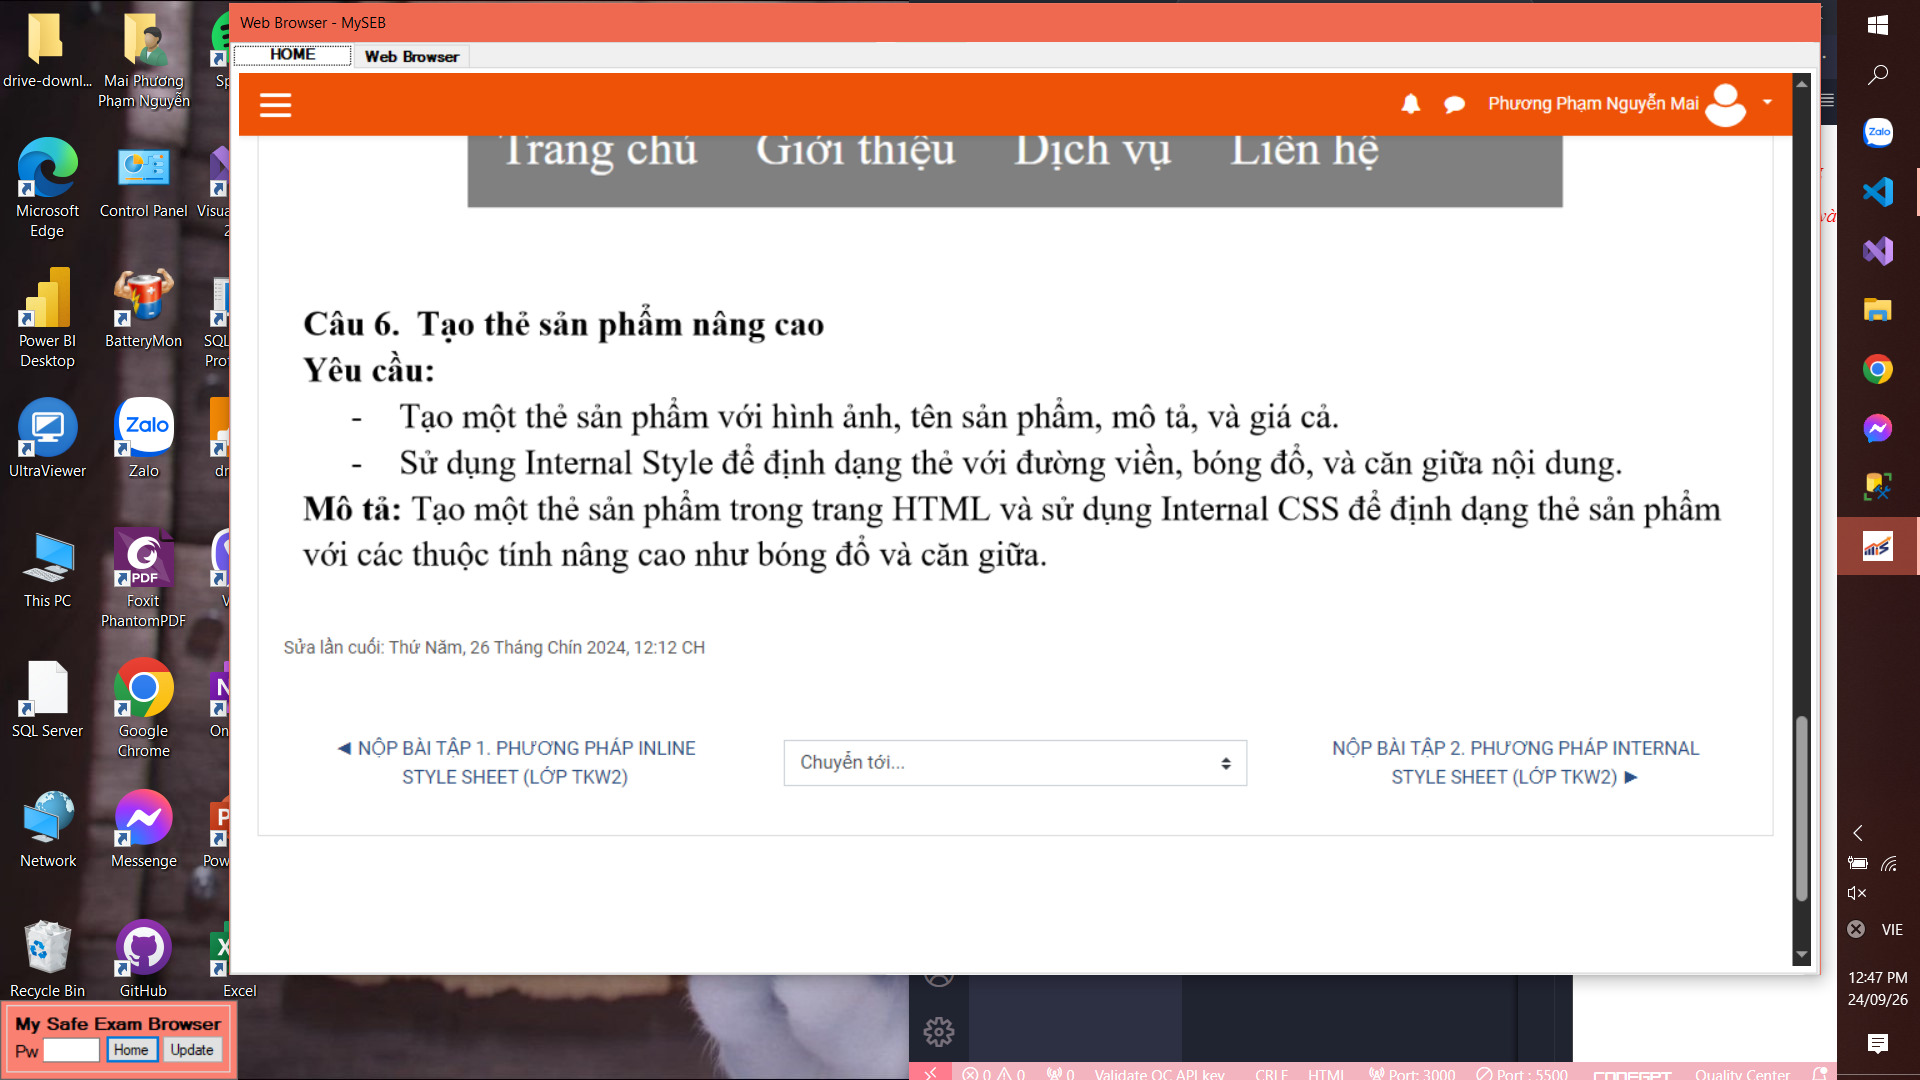 Web Browser - MySEB
HOME
Web Browser
Phương Phạm Nguyễn Mai
Trang chủ Giới thiệu Dịch vụ Liên hệ
Câu 6. Tạo thẻ sản phẩm nâng cao
Yêu cầu:
- Tạo một thẻ sản phẩm với hình ảnh, tên sản phẩm, mô tả, và giá cả.
- Sử dụng Internal Style để định dạng thẻ với đường viền, bóng đổ, và căn giữa nội dung.
Mô tả: Tạo một thẻ sản phẩm trong trang HTML và sử dụng Internal CSS để định dạng thẻ sản phẩm
với các thuộc tính nâng cao như bóng đổ và căn giữa.
Sửa lần cuối: Thứ Năm, 26 Tháng Chín 2024, 12:12 CH
◄ NỘP BÀI TẬP 1. PHƯƠNG PHÁP INLINE
STYLE SHEET (LỚP TKW2)
Chuyển tới...
NỘP BÀI TẬP 2. PHƯƠNG PHÁP INTERNAL
STYLE SHEET (LỚP TKW2) ►
drive-downl...
Mai Phương
Phạm Nguyễn
Sp
Microsoft
Edge
Control Panel
Visua
2
Power BI
Desktop
BatteryMon
SQL
Pro
UltraViewer
Zalo
Zalo
dr
This PC
PDF
Foxit
PhantomPDF
V
SQL Server
Google
Chrome
On
Network
Messenge
Pow
Recycle Bin
GitHub
Excel
My Safe Exam Browser
Pw
Home
Update
và
Zalo
VIE
12:47 PM
24/09/26
0 0 0 Validate OC API key CRLF HTML Port: 3000 Port : 5500 CODEGPT Quality Center